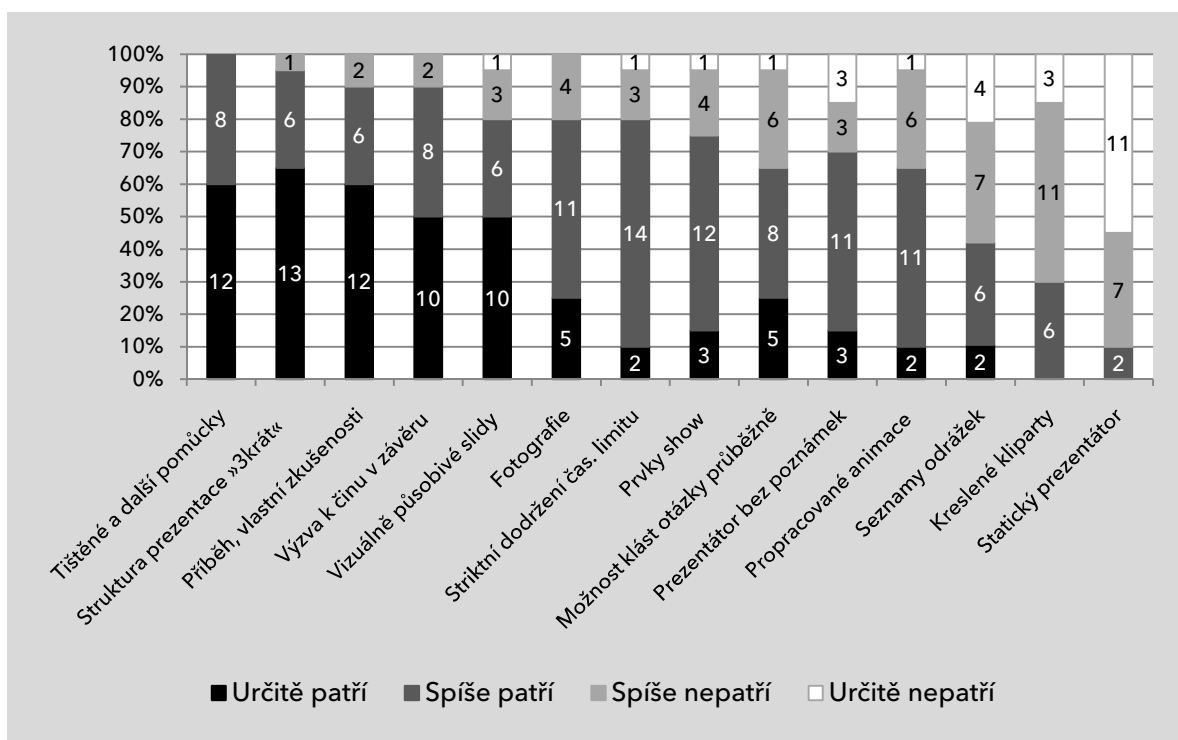 100%
90%
80%
70%
60%
50%
40%
30%
20%
10%
0%
12 8
13 6 1
12 6 2
10 8 2
10 6 3 1
5 11 4
2 14 3 1
3 12 4 1
5 8 6 1
3 11 3 3
2 11 6 1
2 6 7 4
6 11 3
2 7 11
Tištěné a další pomůcky
Struktura prezentace »3krát«
Příběh, vlastní zkušenosti
Výzva k činu v závěru
Vizuálně působivé slidy
Fotografie
Striktní dodržení čas. limitu
Prvky show
Možnost klást otázky průběžně
Prezentátor bez poznámek
Propracované animace
Seznamy odrážek
Kreslené kliparty
Statický prezentátor
Určitě patří Spíše patří Spíše nepatří Určitě nepatří